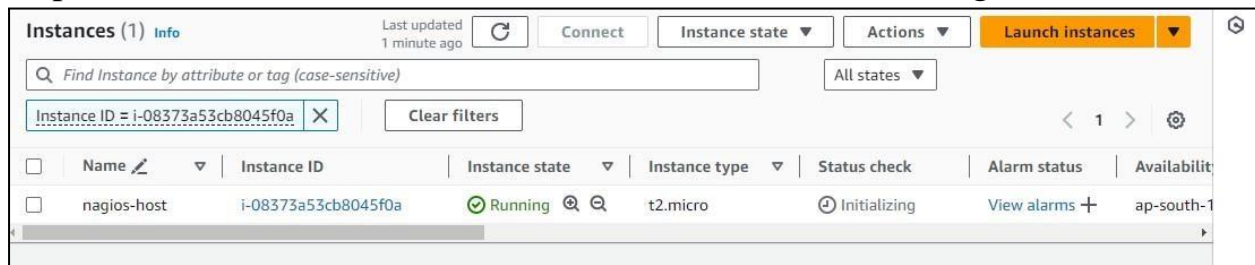 Instances (1) Info
Last updated
1 minute ago
Connect
Instance state
Actions
Launch instances
Find Instance by attribute or tag (case-sensitive)
All states
Instance ID = i-08373a53cb8045f0a
Clear filters
1
Name Instance ID Instance state Instance type Status check Alarm status Availabilit
nagios-host i-08373a53cb8045f0a Running t2.micro Initializing View alarms + ap-south-1